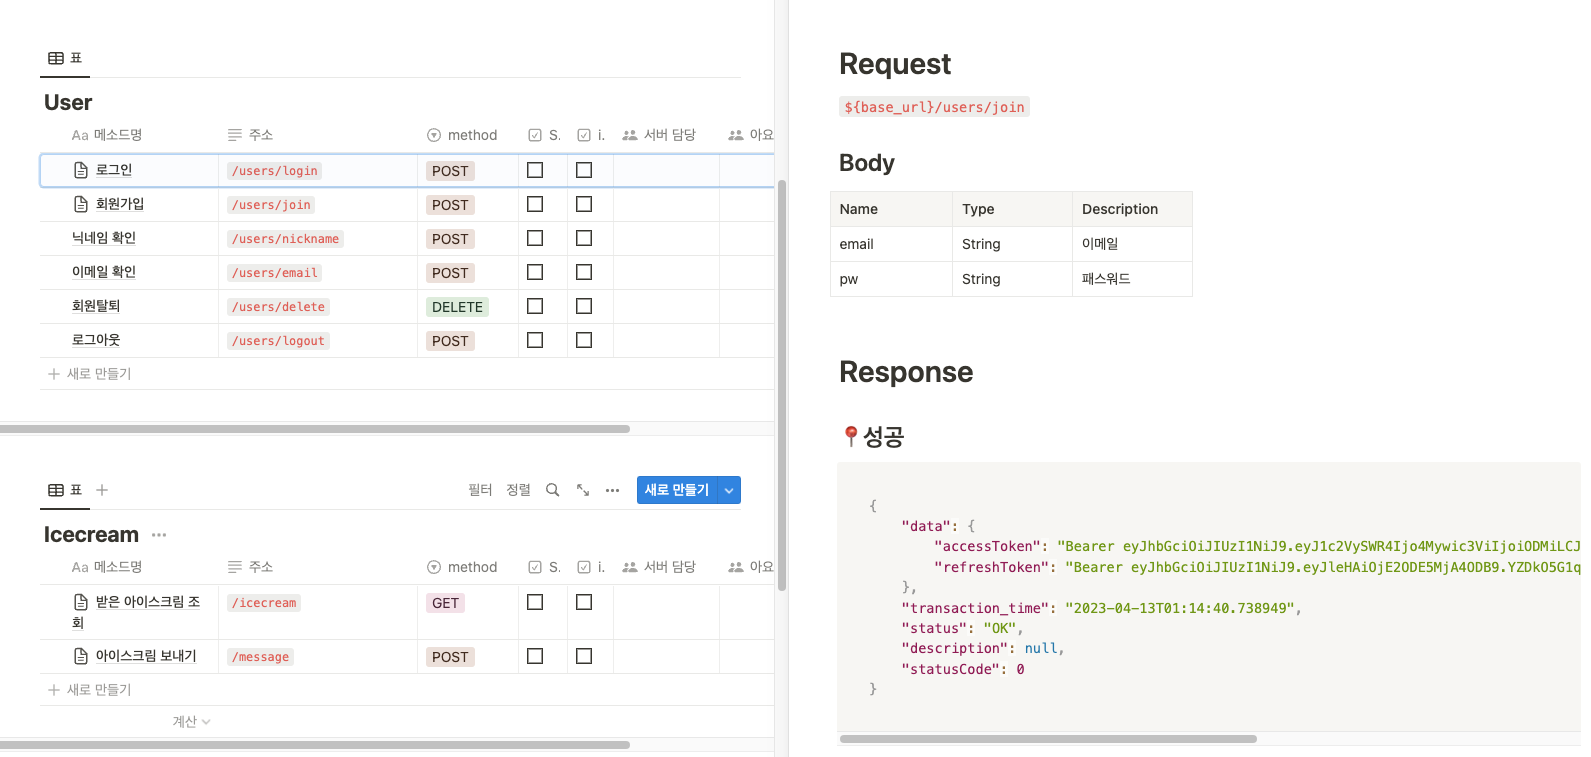 표
User
Aa 메소드명 주소 method S. i. 서버 담당 아요
로그인 /users/login POST
회원가입 /users/join POST
닉네임 확인 /users/nickname POST
이메일 확인 /users/email POST
회원탈퇴 /users/delete DELETE
로그아웃 /users/logout POST
+ 새로 만들기
표 + 필터 정렬 ••• 새로 만들기
Icecream •••
Aa 메소드명 주소 method S. i. 서버 담당 아요
받은 아이스크림 조
회 /icecream GET
아이스크림 보내기 /message POST
+ 새로 만들기
계산
Request
${base_url}/users/join
Body
Name Type Description
email String 이메일
pw String 패스워드
Response
📍성공
{
"data": {
"accessToken": "Bearer eyJhbGciOiJIUzI1NiJ9.eyJ1c2VySWR4Ijo4Mywic3ViIjoiODMiLCJ
"refreshToken": "Bearer eyJhbGciOiJIUzI1NiJ9.eyJleHAiOjE2ODE5MjA4ODB9.YZDkO5G1q
},
"transaction_time": "2023-04-13T01:14:40.738949",
"status": "OK",
"description": null,
"statusCode": 0
}